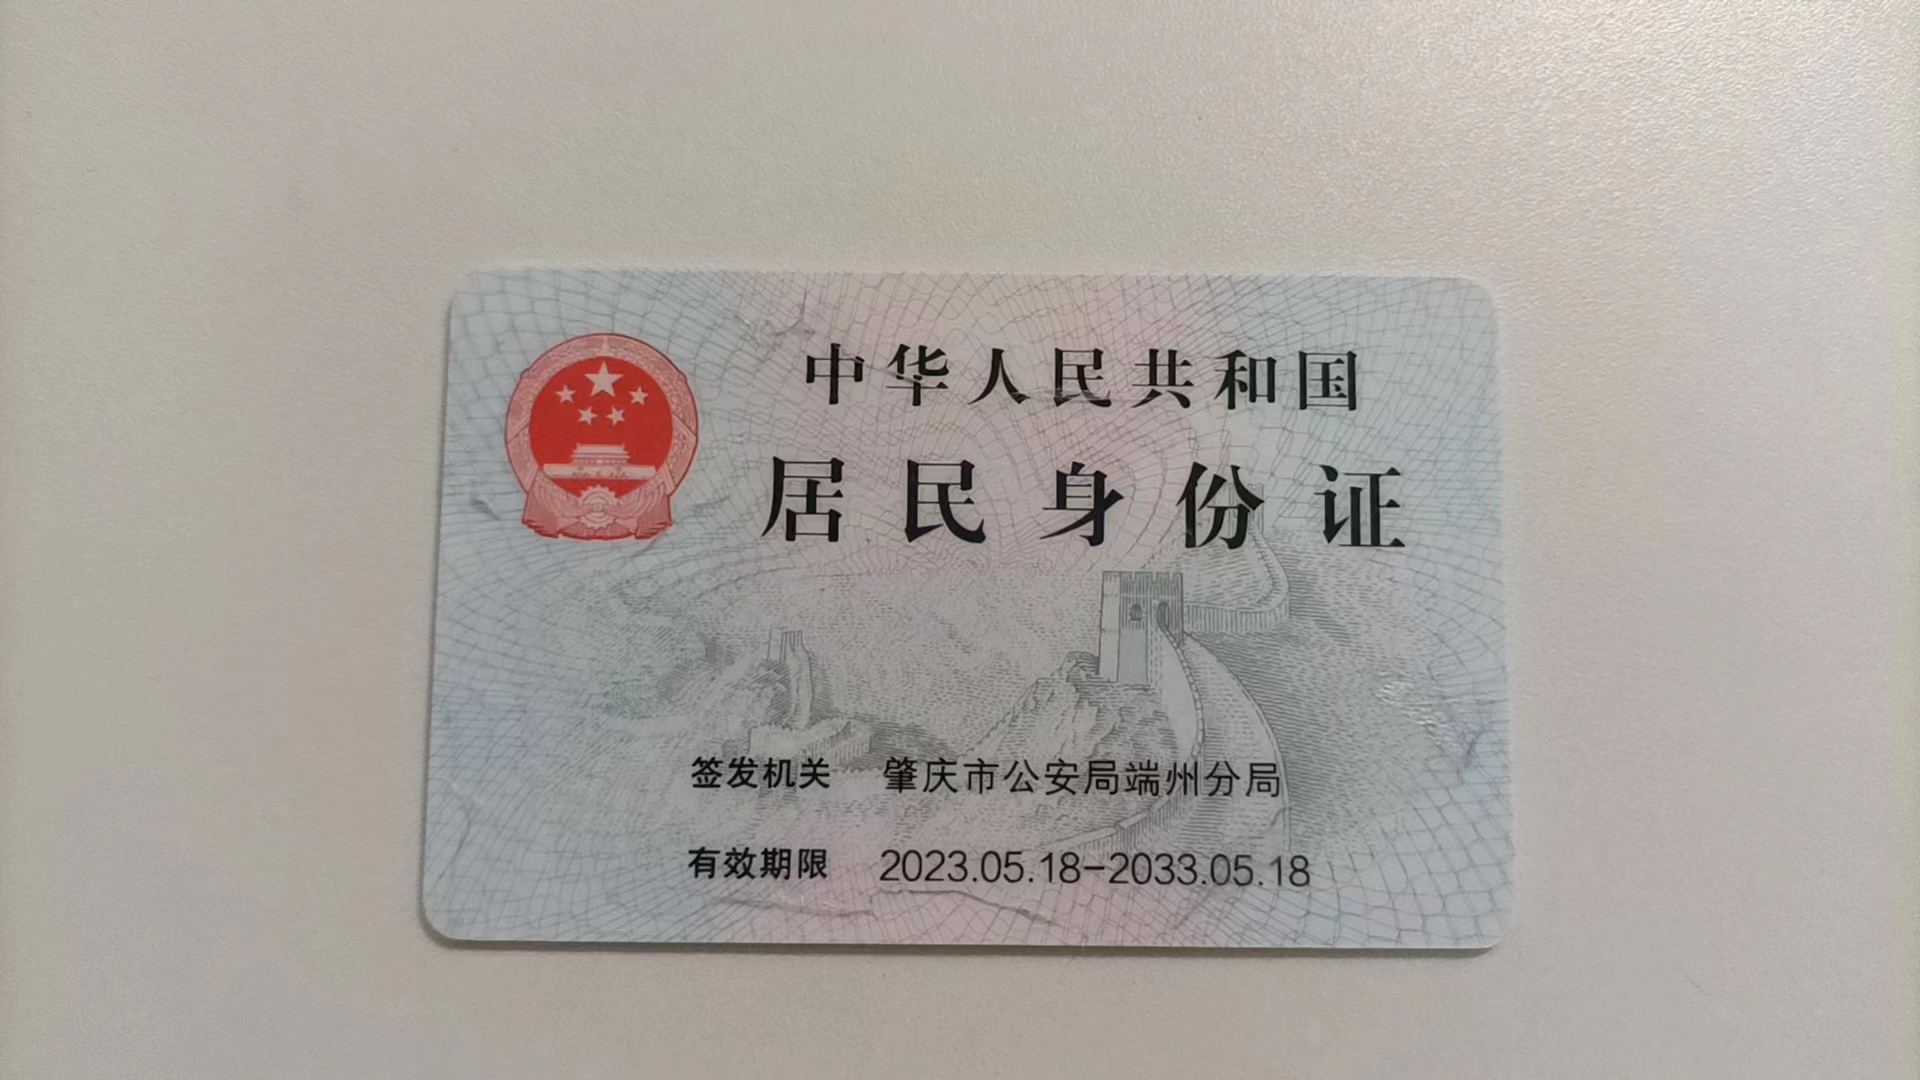 中华人民共和国
居民身份证
签发机关 肇庆市公安局端州分局
有效期限 2023.05.18-2033.05.18